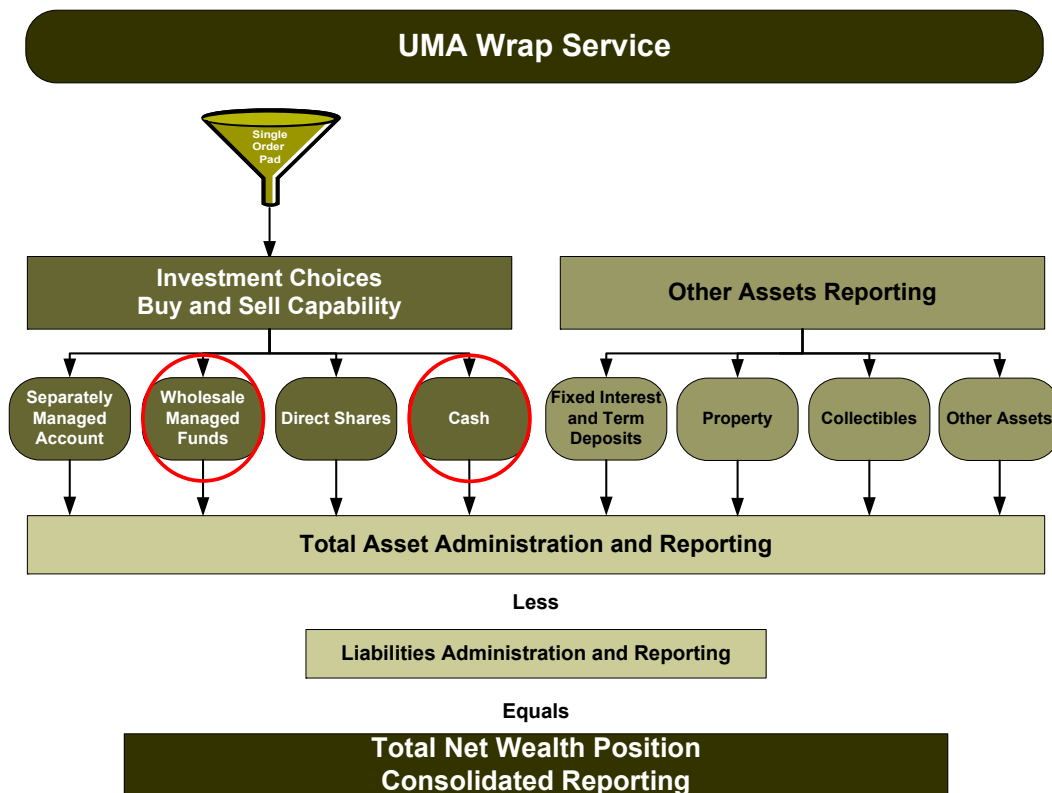 UMA Wrap Service
Single
Order
Pad
Investment Choices
Buy and Sell Capability
Other Assets Reporting
Separately
Managed
Account
Wholesale
Managed
Funds
Direct Shares
Cash
Fixed Interest
and Term
Deposits
Property
Collectibles
Other Assets
Total Asset Administration and Reporting
Less
Liabilities Administration and Reporting
Equals
Total Net Wealth Position
Consolidated Reporting